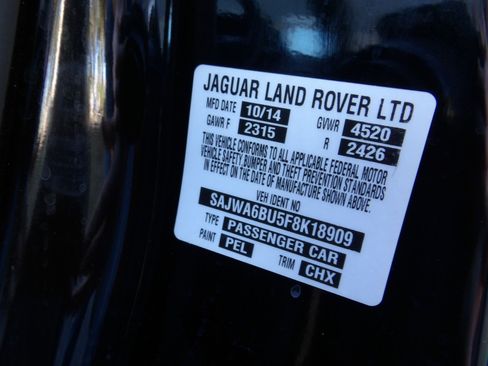 JAGUAR LAND ROVER LTD
MFD DATE 10/14 GVWR 4520
GAWR F 2315 R 2426
THIS VEHICLE CONFORMS TO ALL APPLICABLE FEDERAL MOTOR
VEHICLE SAFETY, BUMPER AND THEFT PREVENTION STANDARDS
IN EFFECT ON THE DATE OF MANUFACTURE SHOWN ABOVE.
VEH IDENT NO
SAJWA6BU5F8K18909
TYPE PASSENGER CAR
PAINT PEL TRIM CHX